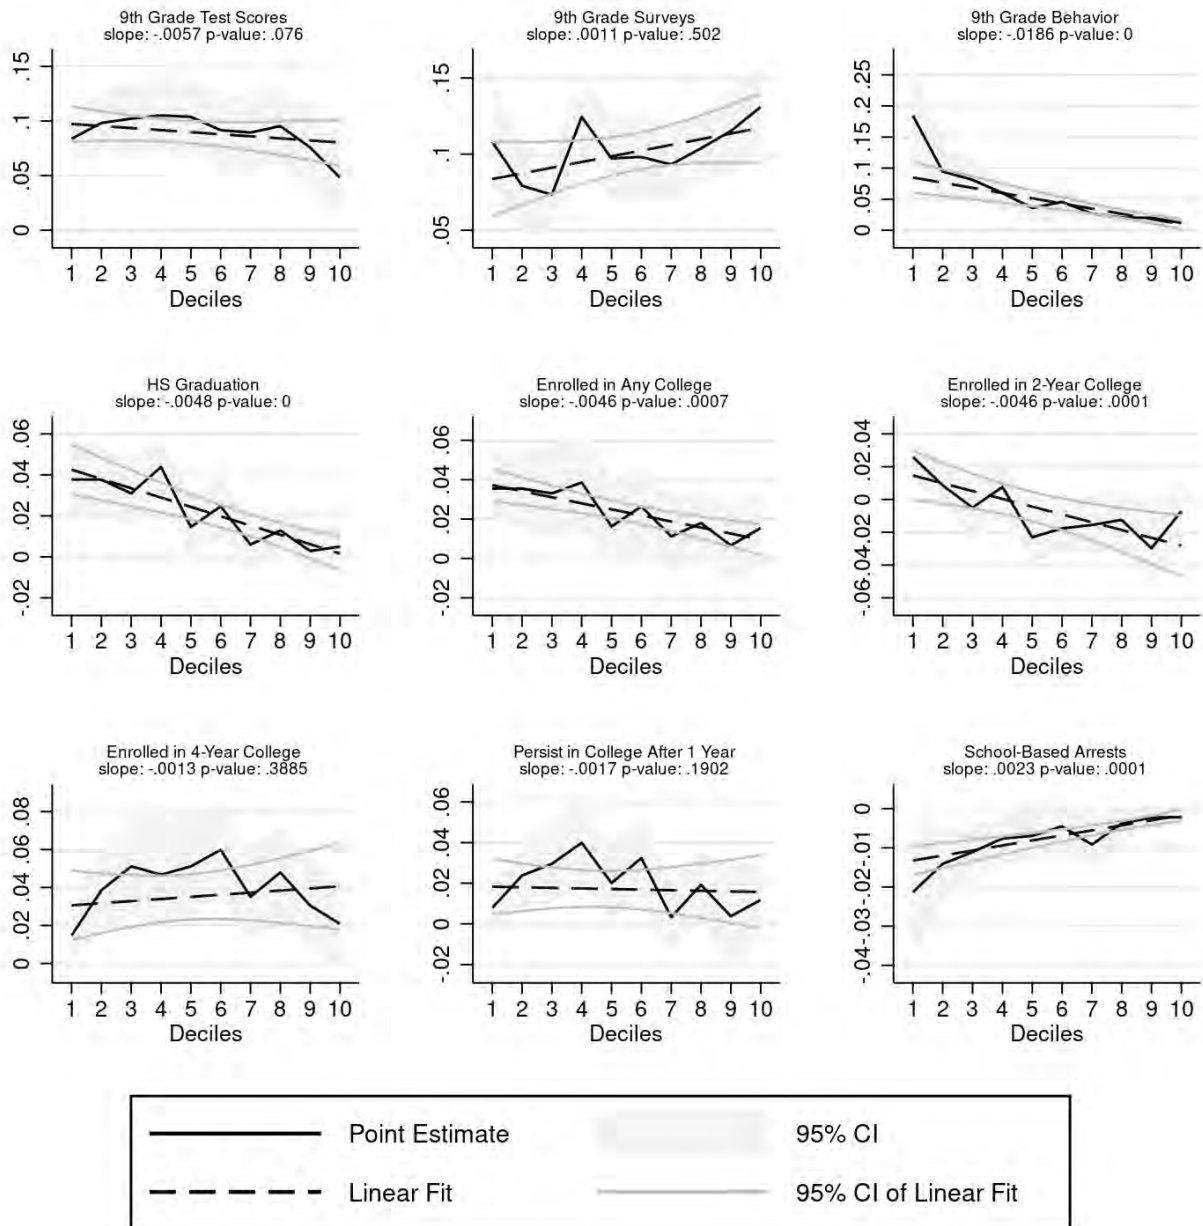 9th Grade Test Scores
slope: -.0057 p-value: .076
.15
.1
.05
0
1 2 3 4 5 6 7 8 9 10
Deciles
9th Grade Surveys
slope: .0011 p-value: .502
.15
.1
.05
1 2 3 4 5 6 7 8 9 10
Deciles
9th Grade Behavior
slope: -.0186 p-value: 0
.25
.2
.15
.1
.05
0
1 2 3 4 5 6 7 8 9 10
Deciles
HS Graduation
slope: -.0048 p-value: 0
.06
.04
.02
0
-.02
1 2 3 4 5 6 7 8 9 10
Deciles
Enrolled in Any College
slope: -.0046 p-value: .0007
.06
.04
.02
0
-.02
1 2 3 4 5 6 7 8 9 10
Deciles
Enrolled in 2-Year College
slope: -.0046 p-value: .0001
.04
.02
0
-.02
-.04
-.06
1 2 3 4 5 6 7 8 9 10
Deciles
Enrolled in 4-Year College
slope: -.0013 p-value: .3885
.08
.06
.04
.02
0
1 2 3 4 5 6 7 8 9 10
Deciles
Persist in College After 1 Year
slope: -.0017 p-value: .1902
.06
.04
.02
0
-.02
1 2 3 4 5 6 7 8 9 10
Deciles
School-Based Arrests
slope: .0023 p-value: .0001
0
-.01
-.02
-.03
-.04
1 2 3 4 5 6 7 8 9 10
Deciles
Point Estimate
95% CI
Linear Fit
95% CI of Linear Fit